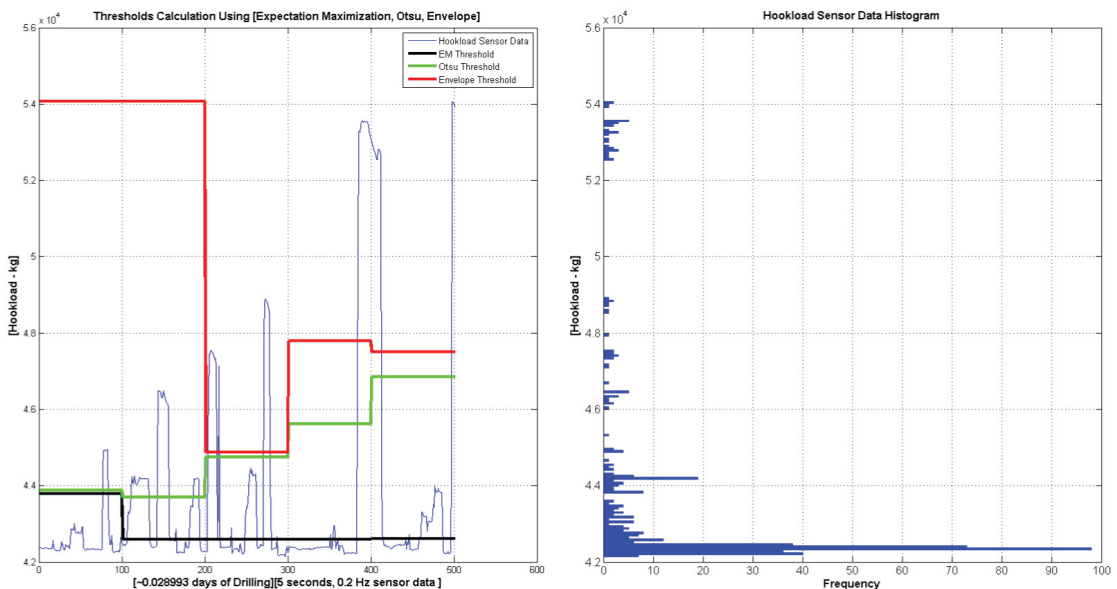 Thresholds Calculation Using [Expectation Maximization, Otsu, Envelope]
5.6 x 10^4
5.4
5.2
5
4.8
4.6
4.4
4.2
[Hookload - kg]
Hookload Sensor Data
EM Threshold
Otsu Threshold
Envelope Threshold
0 100 200 300 400 500 600
[~0.028993 days of Drilling][5 seconds, 0.2 Hz sensor data ]
Hookload Sensor Data Histogram
5.6 x 10^4
5.4
5.2
5
4.8
4.6
4.4
4.2
[Hookload - kg]
0 10 20 30 40 50 60 70 80 90 100
Frequency